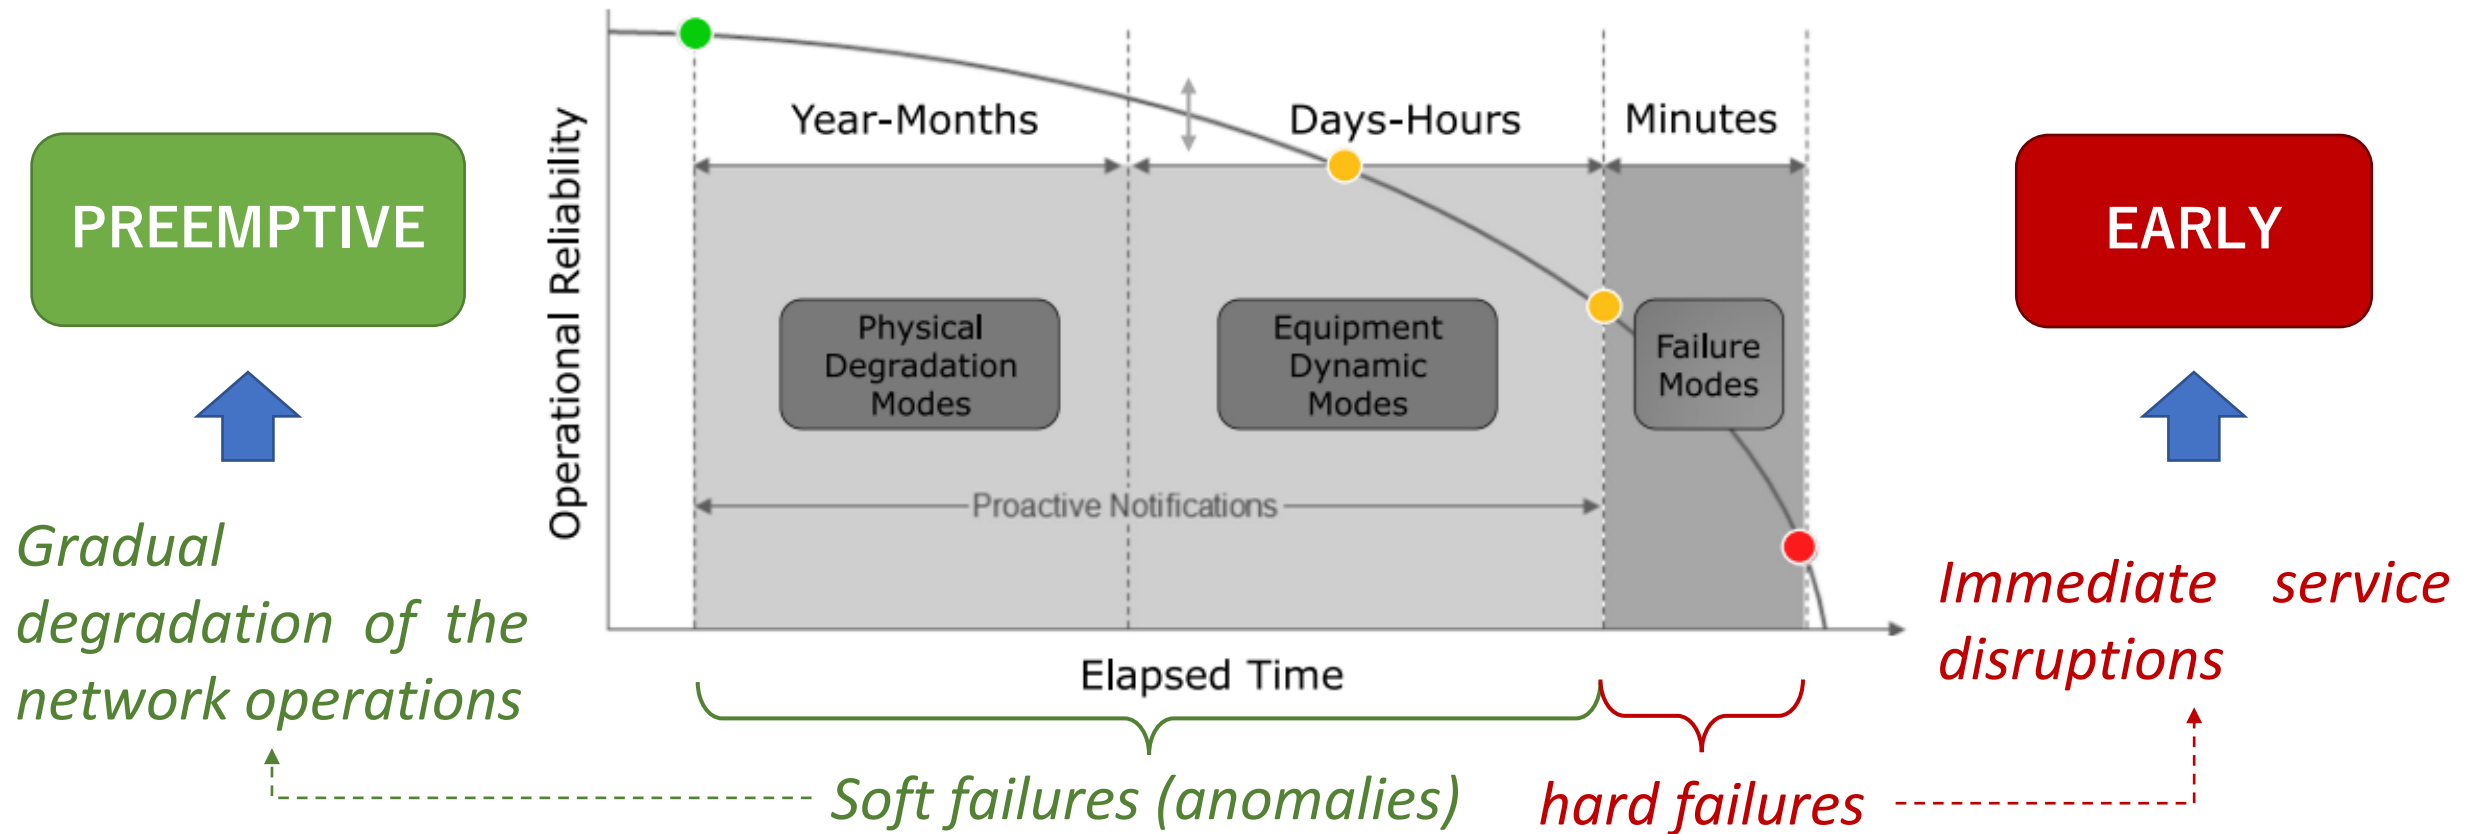 PREEMPTIVE
Gradual
degradation of the
network operations
Operational Reliability
Year-Months
Days-Hours
Minutes
Physical
Degradation
Modes
Equipment
Dynamic
Modes
Failure
Modes
Proactive Notifications
Elapsed Time
Soft failures (anomalies)
hard failures
EARLY
Immediate service
disruptions